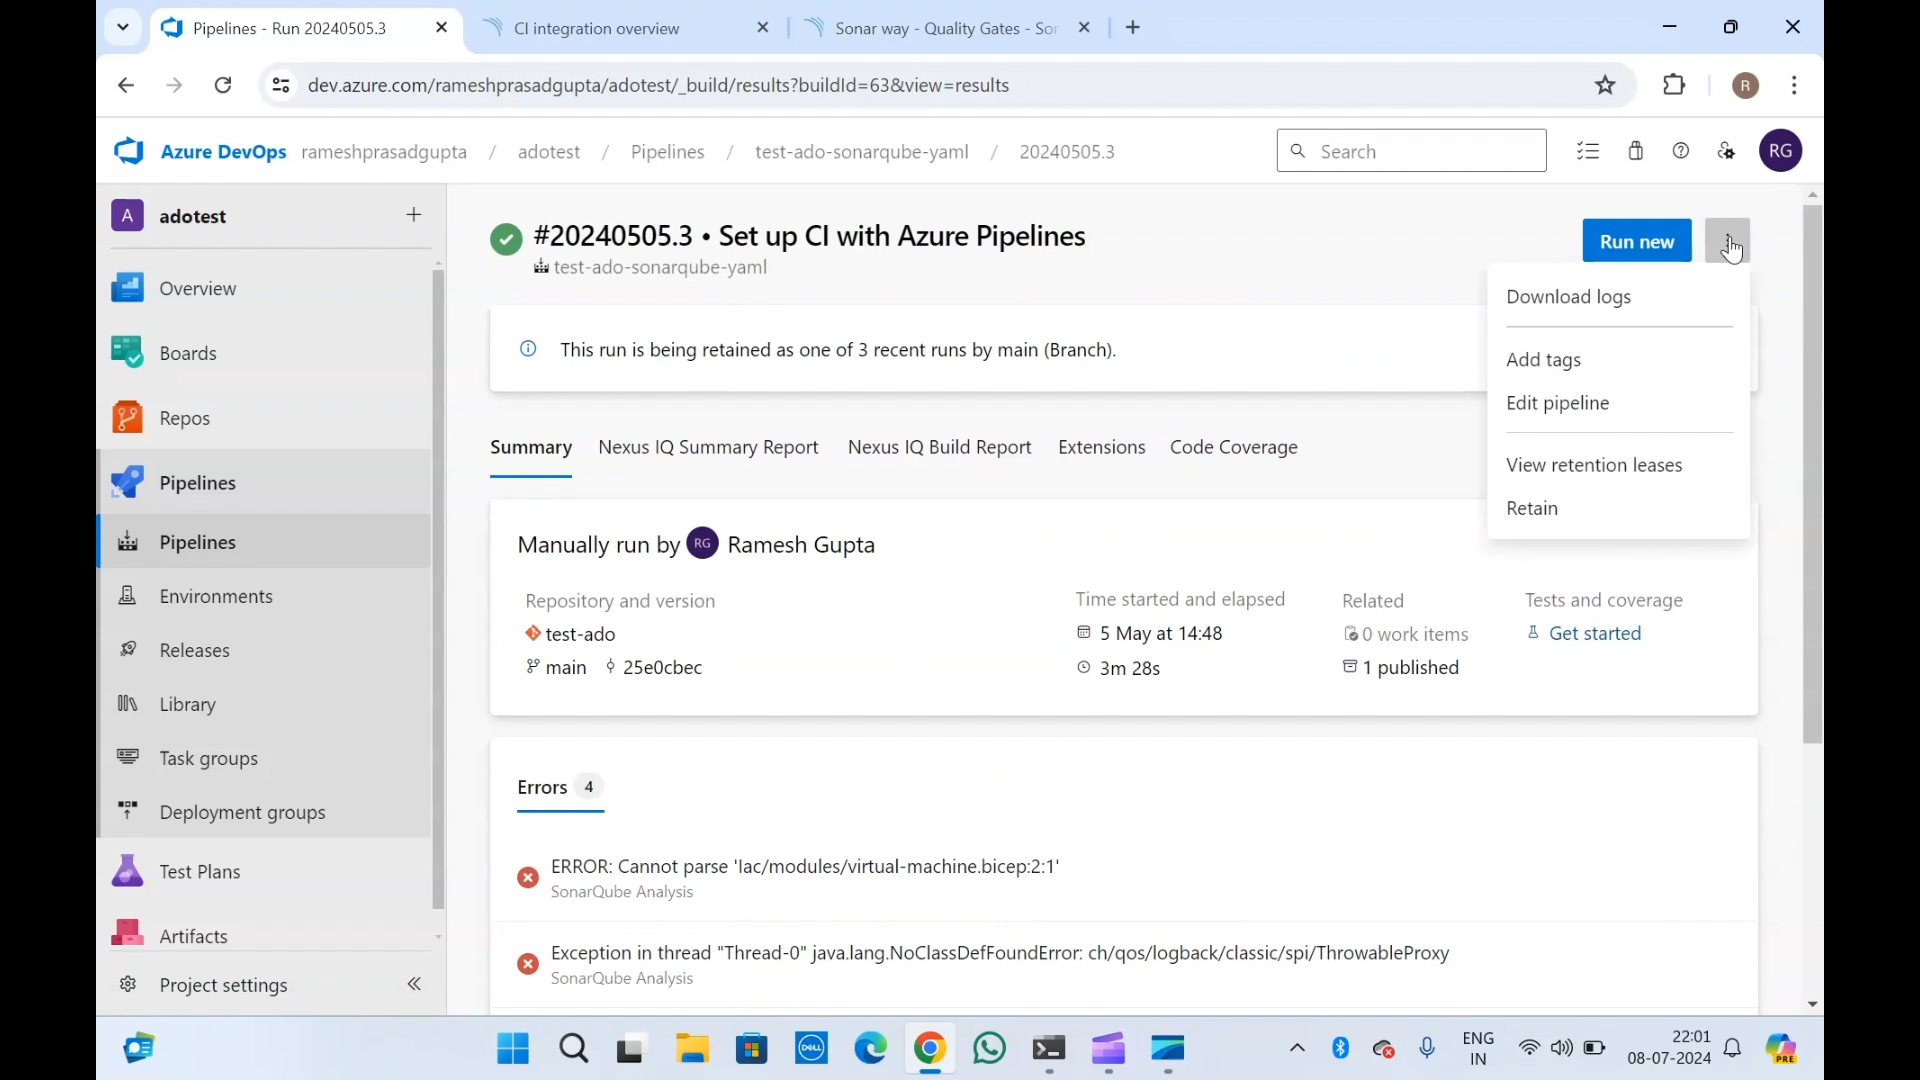 Pipelines - Run 20240505.3
CI integration overview
Sonar way - Quality Gates - Son
dev.azure.com/rameshprasadgupta/adotest/_build/results?buildId=63&view=results
R
Azure DevOps rameshprasadgupta / adotest / Pipelines / test-ado-sonarqube-yaml / 20240505.3
Search
RG
A adotest
Overview
Boards
Repos
Pipelines
Pipelines
Environments
Releases
Library
Task groups
Deployment groups
Test Plans
Artifacts
Project settings
#20240505.3 • Set up CI with Azure Pipelines
test-ado-sonarqube-yaml
Run new
Download logs
Add tags
Edit pipeline
View retention leases
Retain
This run is being retained as one of 3 recent runs by main (Branch).
Summary Nexus IQ Summary Report Nexus IQ Build Report Extensions Code Coverage
Manually run by RG Ramesh Gupta
Repository and version
test-ado
main 25e0cbec
Time started and elapsed
5 May at 14:48
3m 28s
Related
0 work items
1 published
Tests and coverage
Get started
Errors 4
ERROR: Cannot parse 'Iac/modules/virtual-machine.bicep:2:1'
SonarQube Analysis
Exception in thread "Thread-0" java.lang.NoClassDefFoundError: ch/qos/logback/classic/spi/ThrowableProxy
SonarQube Analysis
DELL
ENG
IN
22:01
08-07-2024
PRE